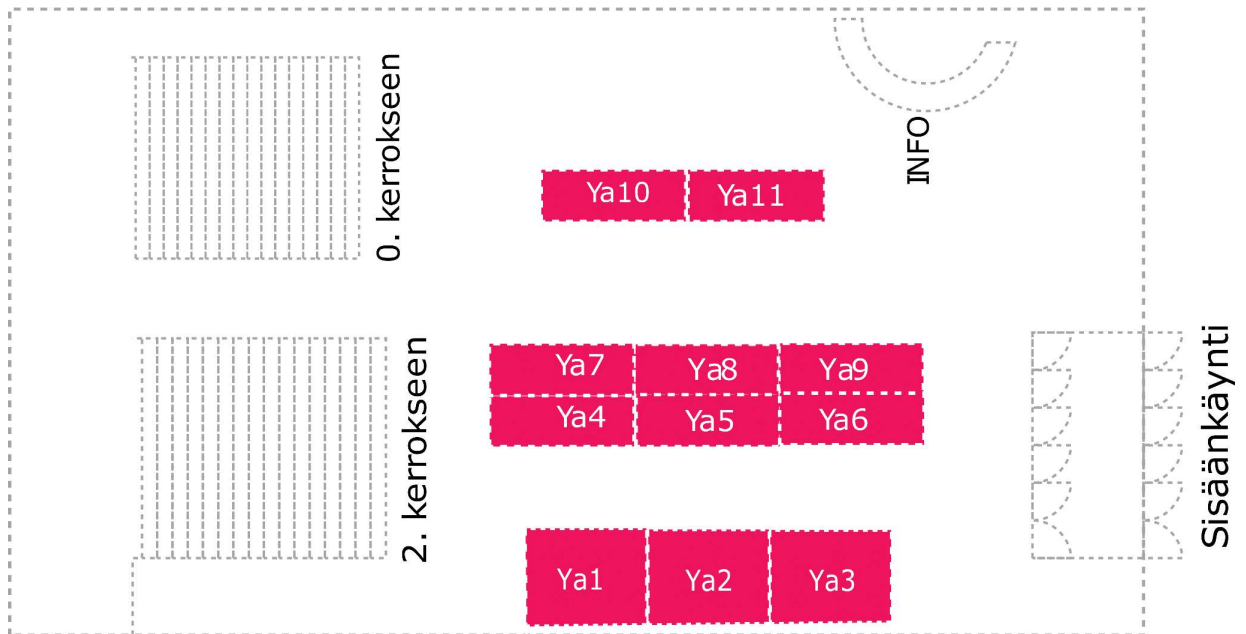 0. kerrokseen
INFO
Ya10
Ya11
2. kerrokseen
Ya7
Ya8
Ya9
Ya4
Ya5
Ya6
Sisäänkäynti
Ya1
Ya2
Ya3